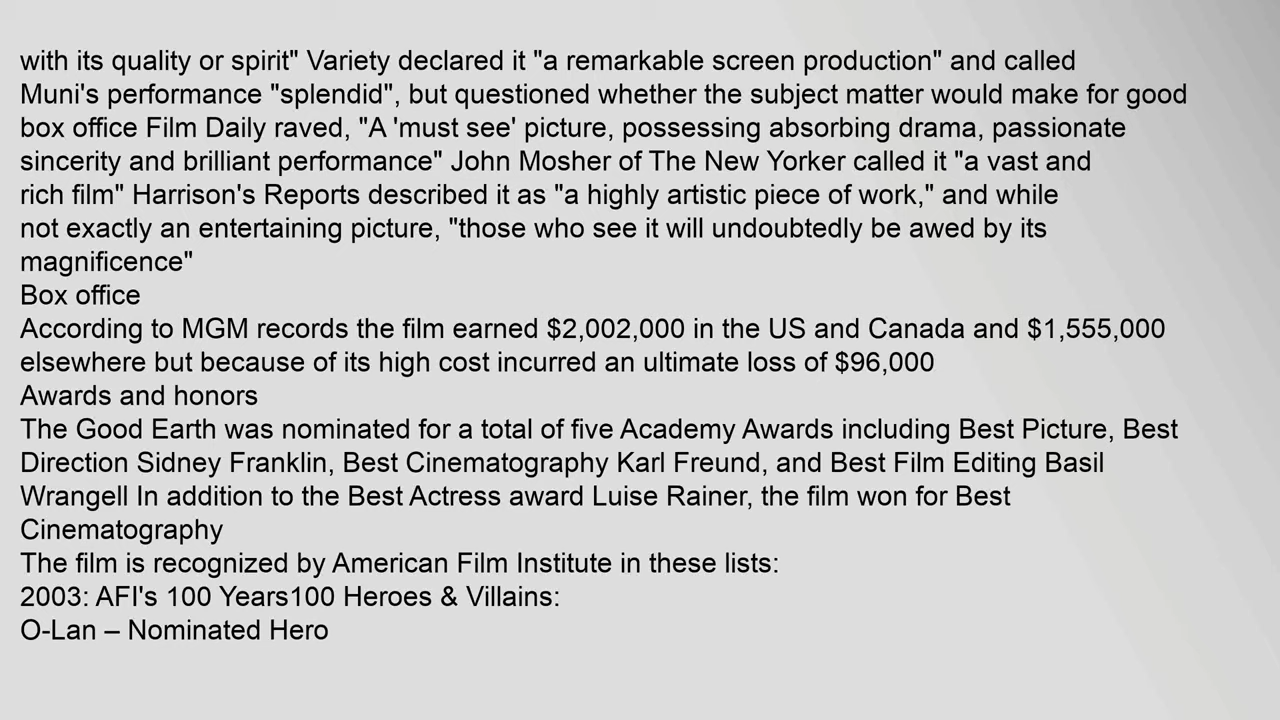 with its quality or spirit" Variety declared it "a remarkable screen production" and called
Muni's performance "splendid", but questioned whether the subject matter would make for good
box office Film Daily raved, "A 'must see' picture, possessing absorbing drama, passionate
sincerity and brilliant performance" John Mosher of The New Yorker called it "a vast and
rich film" Harrison's Reports described it as "a highly artistic piece of work," and while
not exactly an entertaining picture, "those who see it will undoubtedly be awed by its
magnificence"
Box office
According to MGM records the film earned $2,002,000 in the US and Canada and $1,555,000
elsewhere but because of its high cost incurred an ultimate loss of $96,000
Awards and honors
The Good Earth was nominated for a total of five Academy Awards including Best Picture, Best
Direction Sidney Franklin, Best Cinematography Karl Freund, and Best Film Editing Basil
Wrangell In addition to the Best Actress award Luise Rainer, the film won for Best
Cinematography
The film is recognized by American Film Institute in these lists:
2003: AFI's 100 Years100 Heroes & Villains:
O-Lan – Nominated Hero